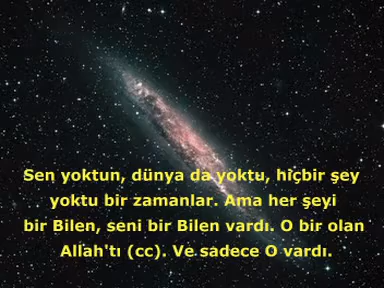 Sen yoktun, dünya da yoktu, hiçbir şey
yoktu bir zamanlar. Ama her şeyi
bir Bilen, seni bir Bilen vardı. O bir olan
Allah'tı (cc). Ve sadece O vardı.